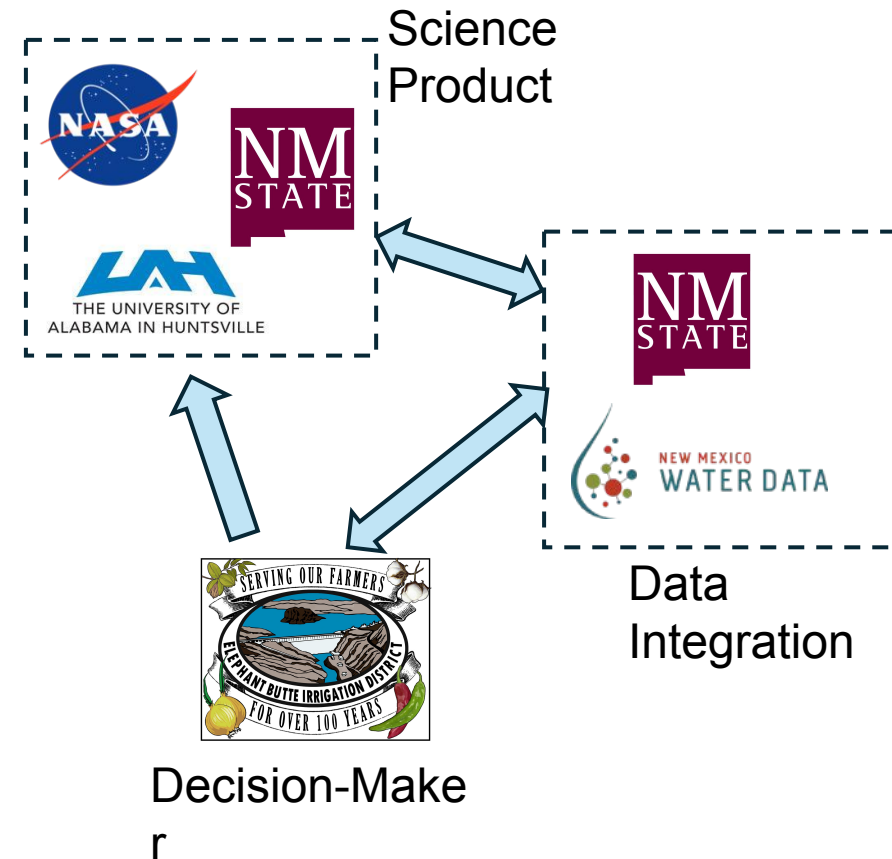 Science
Product
NASA
NM
STATE
UAH
THE UNIVERSITY OF
ALABAMA IN HUNTSVILLE
NM
STATE
NEW MEXICO
WATER DATA
Data
Integration
SERVING OUR FARMERS
ELEPHANT BUTTE IRRIGATION DISTRICT
FOR OVER 100 YEARS
Decision-Make
r